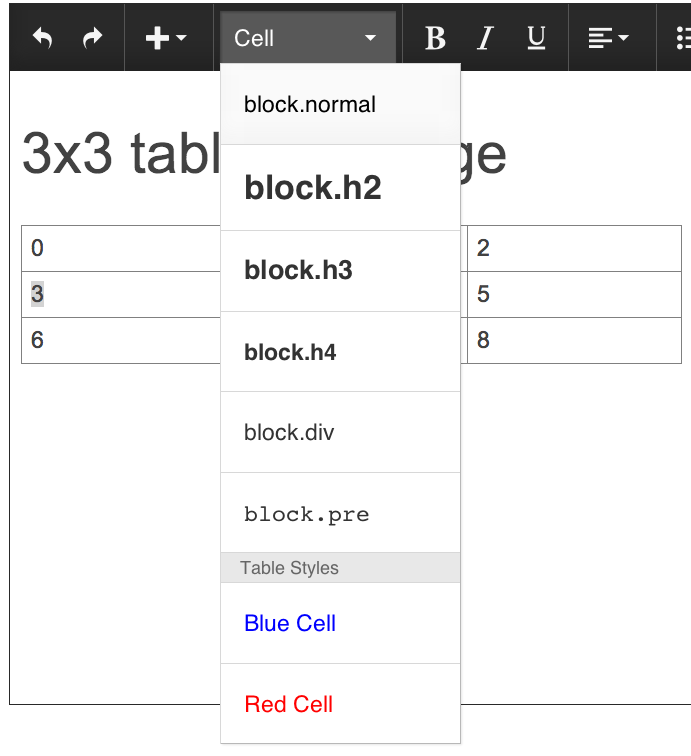 Cell
B I U
block.normal
3x3 tabl ge
block.h2
0 2
block.h3
3 5
6 8
block.h4
block.div
block.pre
Table Styles
Blue Cell
Red Cell